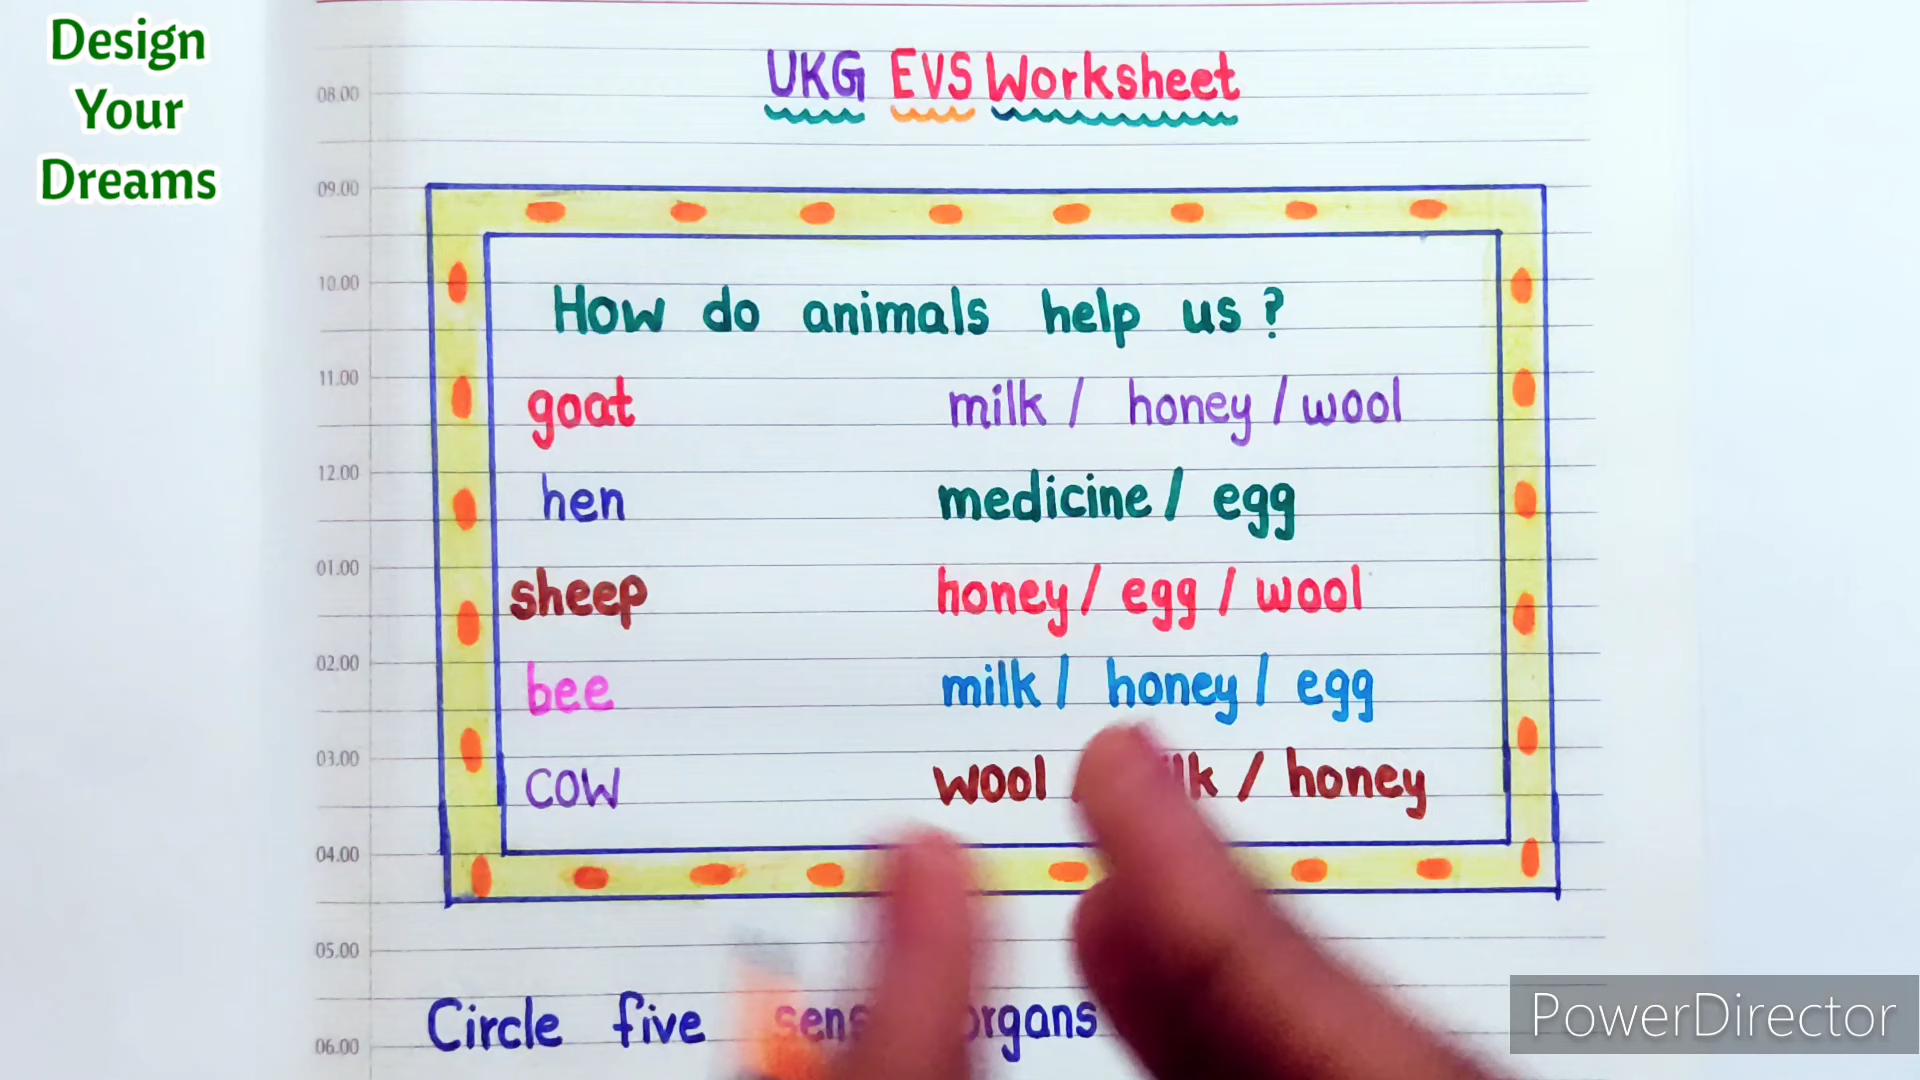 Design
Your
Dreams
UKG EVS Worksheet
08.00
09.00
10.00
How do animals help us?
11.00
goat milk / honey / wool
12.00
hen medicine / egg
01.00
sheep honey / egg / wool
02.00
bee milk / honey / egg
03.00
cow wool / honey
04.00
05.00
Circle five organs
06.00
PowerDirector